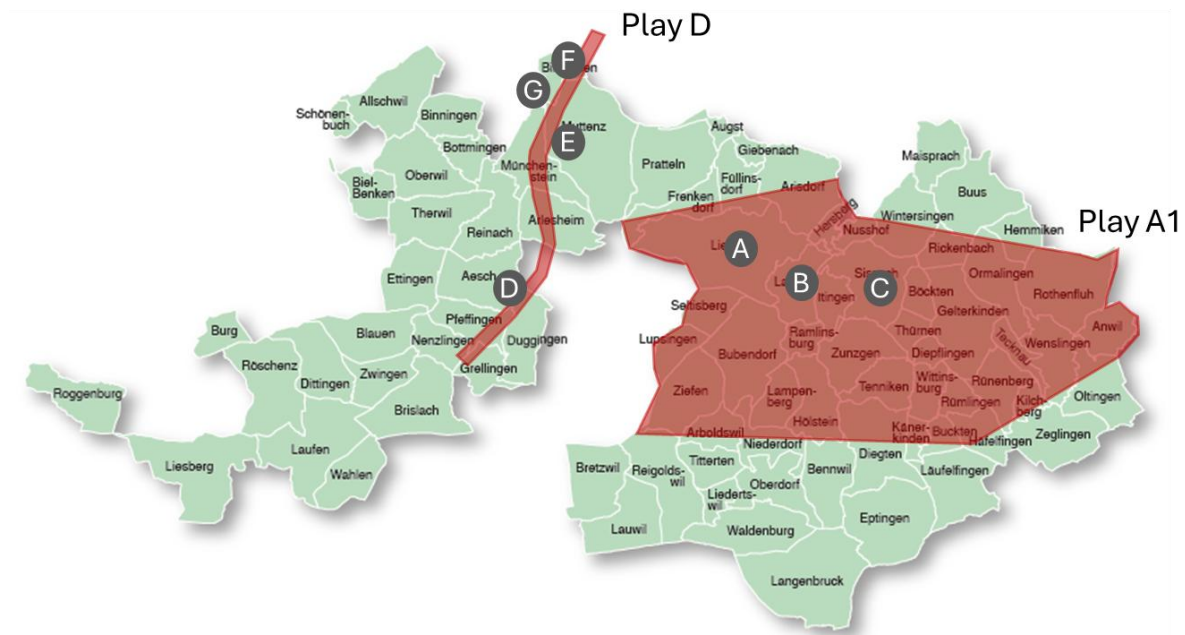 Play D
F
G
E
Allschwil
Schönen-
buch
Binningen
Bottmingen
Muttenz
München-
stein
Augst
Giebenach
Pratteln
Füllins-
dorf
Frenken
dorf
Arisdorf
Maisprach
Buus
Wintersingen
Hemmiken
Play A1
Biel-
Benken
Oberwil
Therwil
Reinach
Arlesheim
Hersberg
Nusshof
Rickenbach
A
B
C
D
Ettingen
Aesch
Itingen
Böckten
Ormalingen
Gelterkinden
Rothenfluh
Pfeffingen
Nenzlingen
Duggingen
Grellingen
Seltisberg
Lupsingen
Bubendorf
Ramlins-
burg
Zunzgen
Thürnen
Diepflingen
Tecknau
Wenslingen
Anwil
Burg
Blauen
Röschenz
Dittingen
Zwingen
Brislach
Roggenburg
Ziefen
Lampen-
berg
Tenniken
Wittins-
burg
Rünenberg
Rümlingen
Kilch-
berg
Oltingen
Hölstein
Arboldswil
Käner-
kinden
Buckten
Häfelfingen
Zeglingen
Niederdorf
Diegten
Laufen
Liesberg
Wahlen
Bretzwil
Reigolds-
wil
Titterten
Bennwil
Läufelfingen
Oberdorf
Liederts-
wil
Lauwil
Waldenburg
Eptingen
Langenbruck